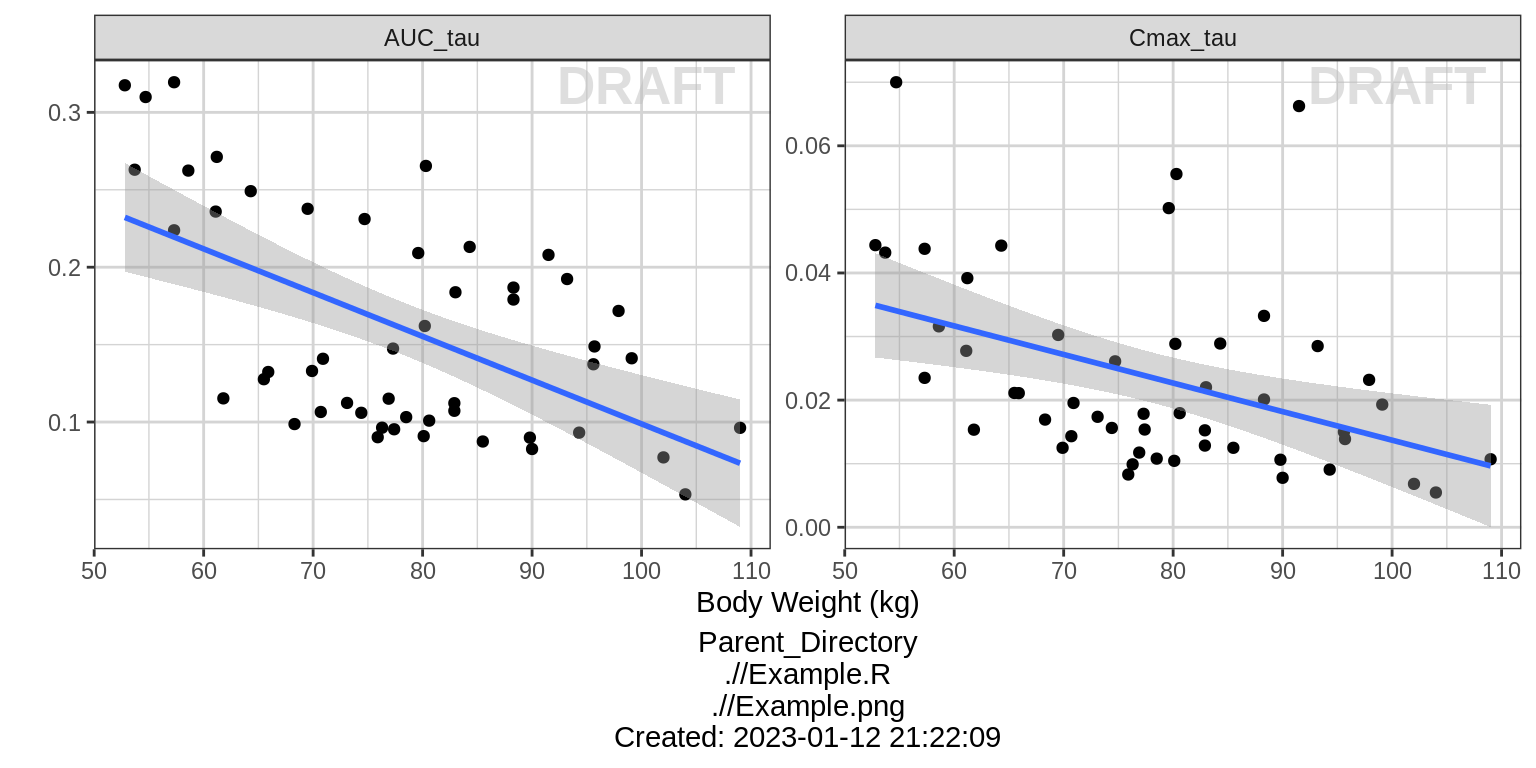 AUC_tau
Cmax_tau
DRAFT
DRAFT
0.3
0.2
0.1
0.06
0.04
0.02
0.00
50 60 70 80 90 100 110
50 60 70 80 90 100 110
Body Weight (kg)
Parent_Directory
.//Example.R
.//Example.png
Created: 2023-01-12 21:22:09